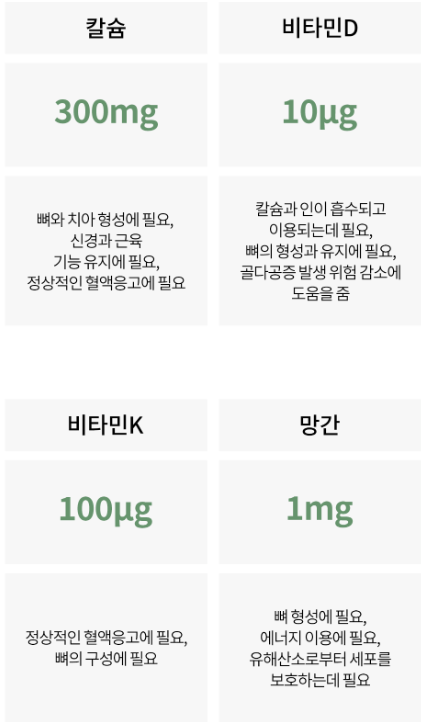 칼슘
300mg
뼈와 치아 형성에 필요,
신경과 근육
기능 유지에 필요,
정상적인 혈액응고에 필요
비타민D
10µg
칼슘과 인이 흡수되고
이용되는데 필요,
뼈의 형성과 유지에 필요,
골다공증 발생 위험 감소에
도움을 줌
비타민K
100µg
정상적인 혈액응고에 필요,
뼈의 구성에 필요
망간
1mg
뼈 형성에 필요,
에너지 이용에 필요,
유해산소로부터 세포를
보호하는데 필요